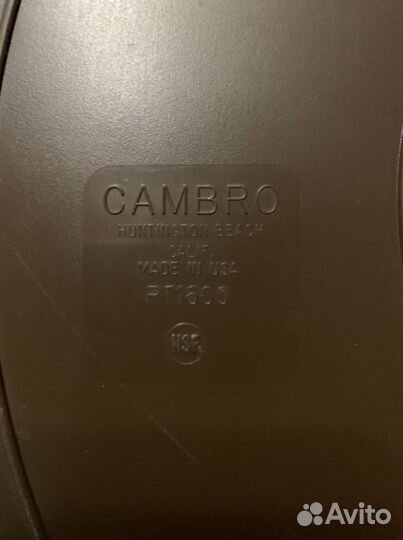 CAMBRO
HUNTINGTON BEACH
CALIF.
MADE IN USA
PT1600
NSF
Avito